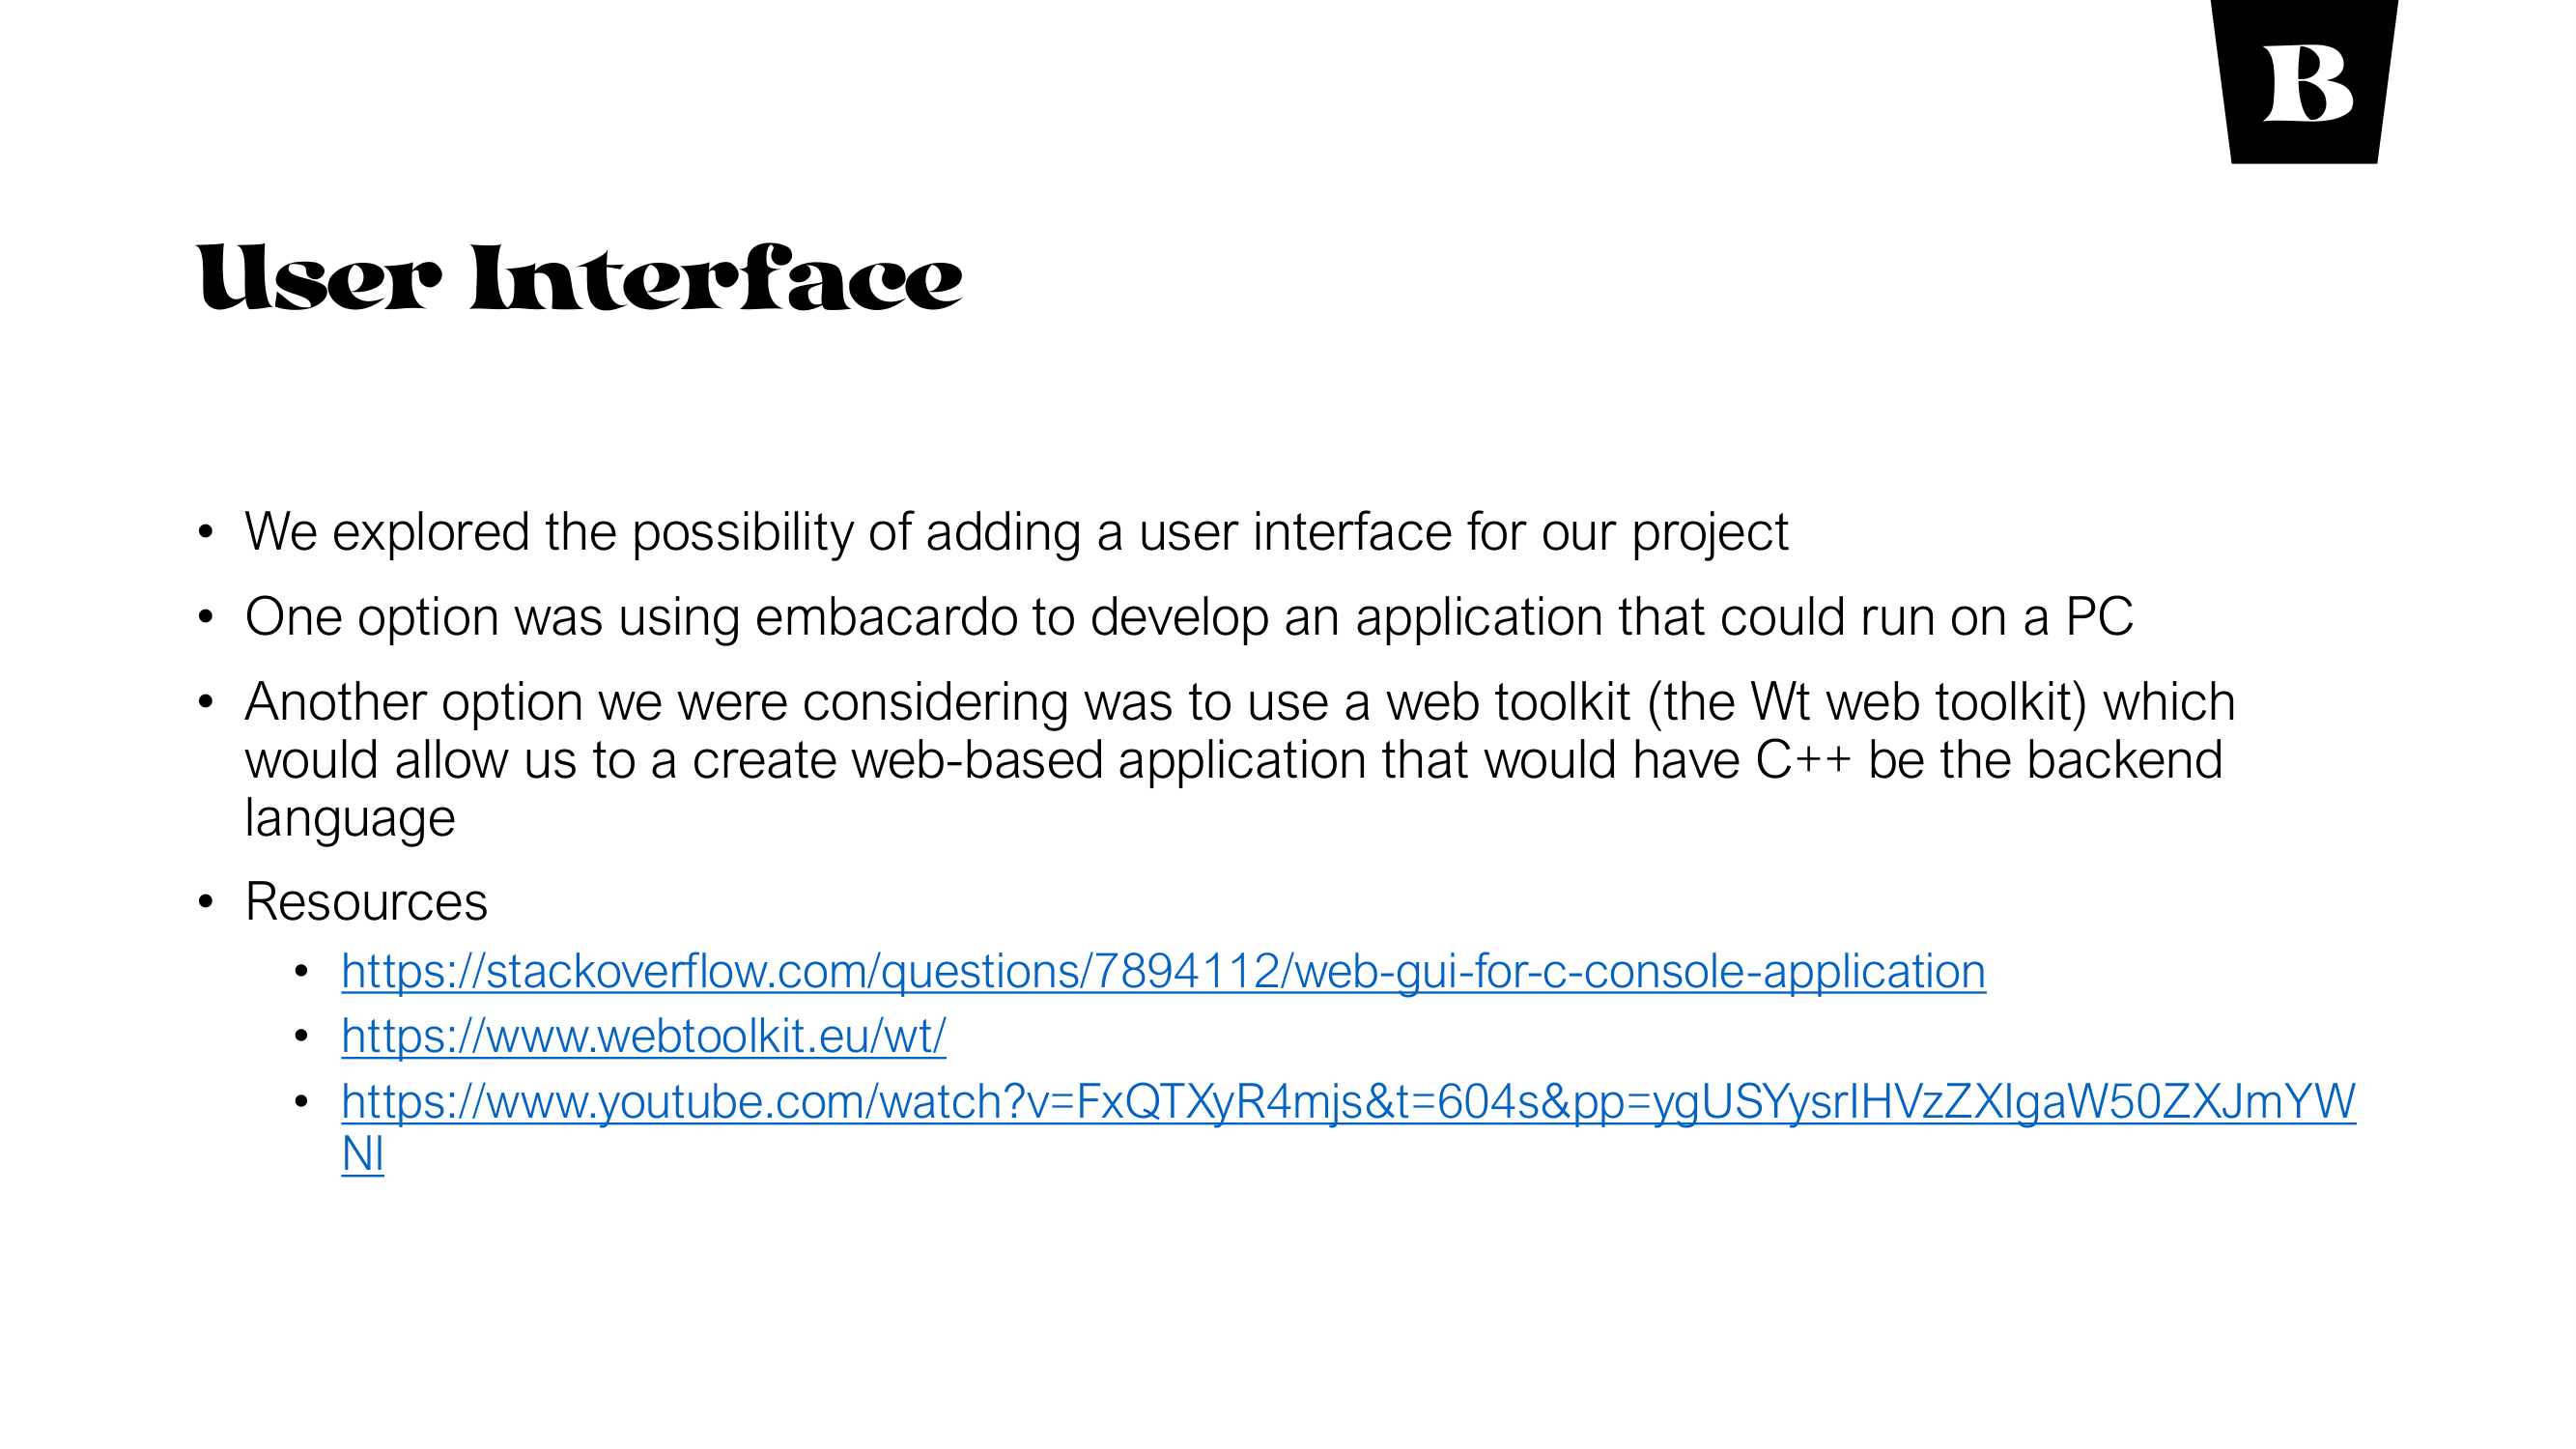 B
User Interface
• We explored the possibility of adding a user interface for our project
• One option was using embacardo to develop an application that could run on a PC
• Another option we were considering was to use a web toolkit (the Wt web toolkit) which
would allow us to a create web-based application that would have C++ be the backend
language
• Resources
• https://stackoverflow.com/questions/7894112/web-gui-for-c-console-application
• https://www.webtoolkit.eu/wt/
• https://www.youtube.com/watch?v=FxQTXyR4mjs&t=604s&pp=ygUSYysrIHVzZXIgaW50ZXJmYW
Nl